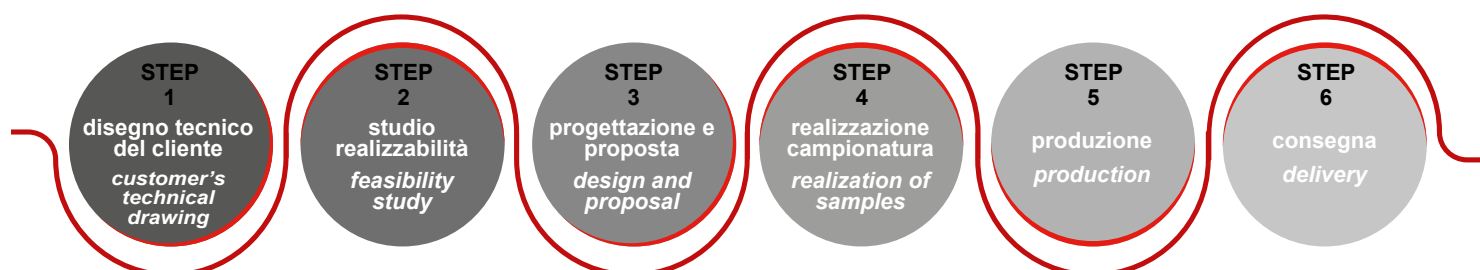 STEP
1
disegno tecnico
del cliente
customer's
technical
drawing
STEP
2
studio
realizzabilità
feasibility
study
STEP
3
progettazione e
proposta
design and
proposal
STEP
4
realizzazione
campionatura
realization of
samples
STEP
5
produzione
production
STEP
6
consegna
delivery